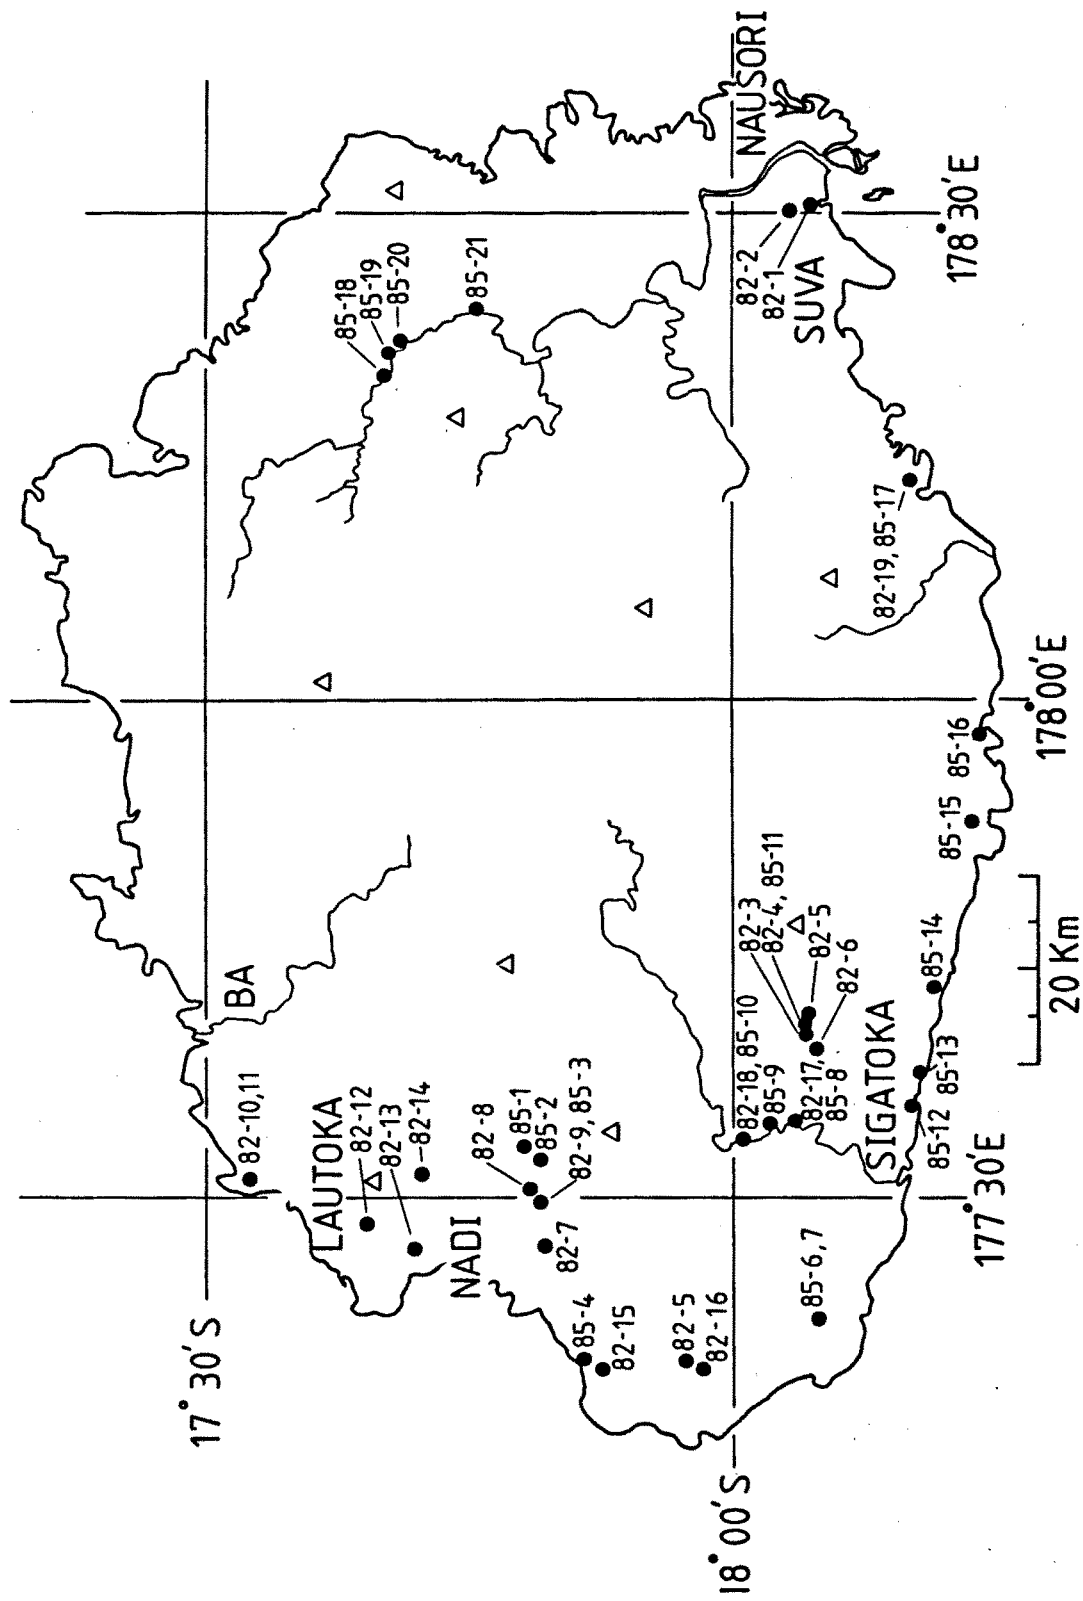 17°30'S
18°00'S
177°30'E
178°00'E
178°30'E
BA
LAUTOKA
NADI
SIGATOKA
SUVA
NAUSORI
82-10,11
82-12
82-13
82-14
82-8
85-1
85-2
82-9, 85-3
82-7
85-4
82-15
82-5
82-16
85-6,7
82-18, 85-10
85-9
82-17,
85-8
82-3
82-4, 85-11
82-5
82-6
85-12
85-13
85-14
85-15
85-16
82-19, 85-17
85-18
85-19
85-20
85-21
82-2
82-1
20 Km